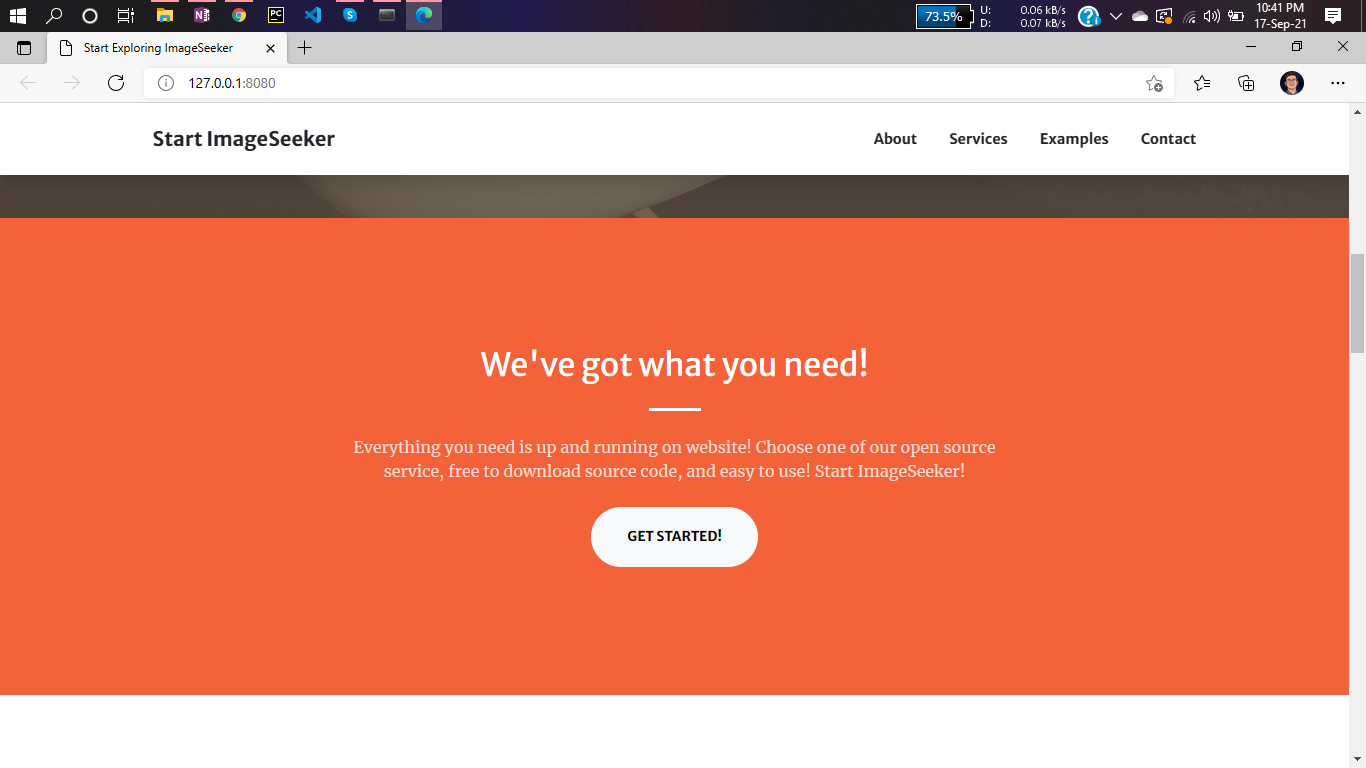 73.5%
U: 0.06 kB/s
D: 0.07 kB/s
10:41 PM
17-Sep-21
Start Exploring ImageSeeker
127.0.0.1:8080
Start ImageSeeker
About Services Examples Contact
We've got what you need!
Everything you need is up and running on website! Choose one of our open source
service, free to download source code, and easy to use! Start ImageSeeker!
GET STARTED!